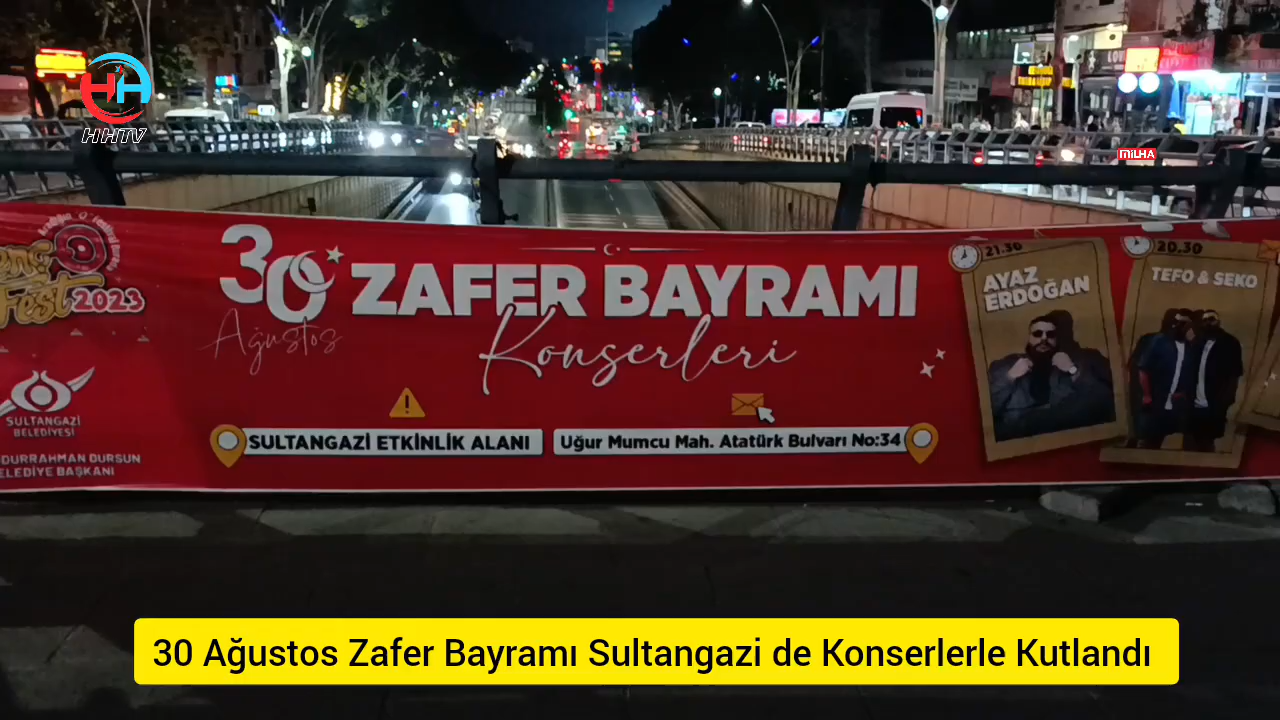 HHTV
MİLHA
enç
Fest 2023
30 ZAFER BAYRAMI
Ağustos
Konserleri
SULTANGAZİ ETKİNLİK ALANI
Uğur Mumcu Mah. Atatürk Bulvarı No:34
SULTANGAZİ
BELEDİYESİ
DURRAHMAN DURSUN
ELEDİYE BAŞKANI
21.30
AYAZ
ERDOĞAN
20.30
TEFO & SEKO
30 Ağustos Zafer Bayramı Sultangazi de Konserlerle Kutlandı